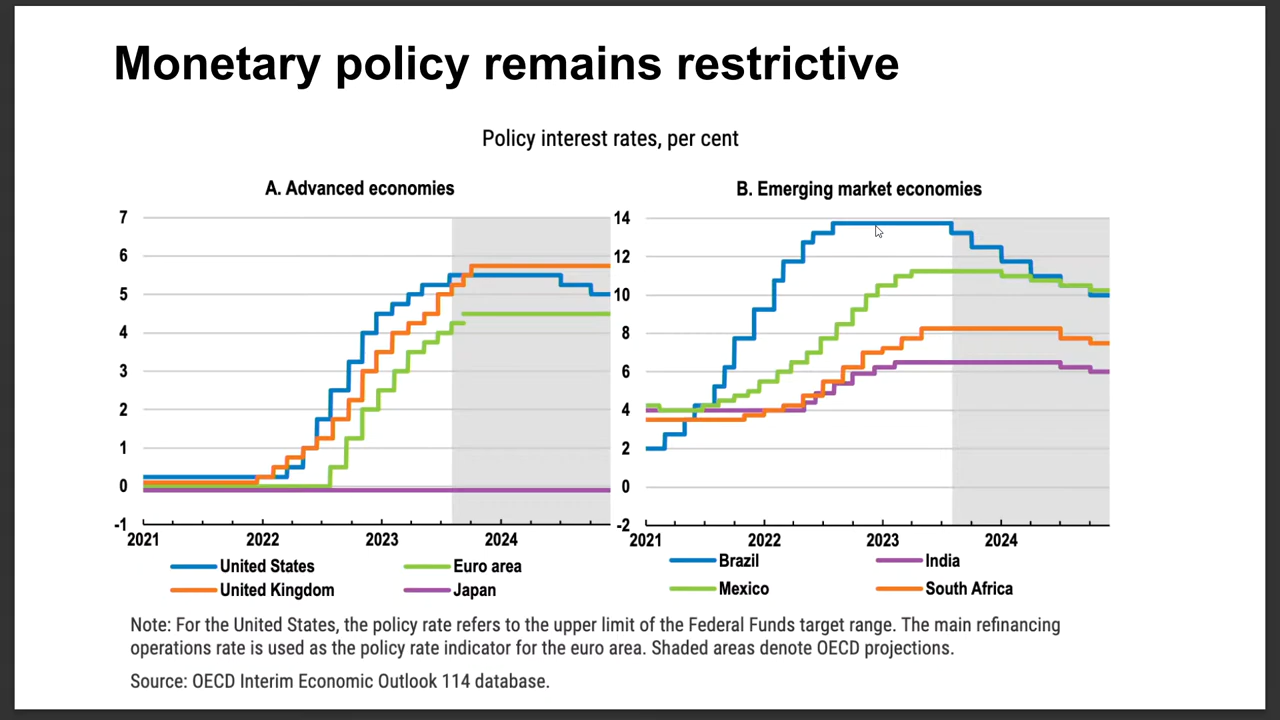 Monetary policy remains restrictive
Policy interest rates, per cent
A. Advanced economies
7
6
5
4
3
2
1
0
-1
2021 2022 2023 2024
United States Euro area
United Kingdom Japan
B. Emerging market economies
14
12
10
8
6
4
2
0
-2
2021 2022 2023 2024
Brazil India
Mexico South Africa
Note: For the United States, the policy rate refers to the upper limit of the Federal Funds target range. The main refinancing
operations rate is used as the policy rate indicator for the euro area. Shaded areas denote OECD projections.
Source: OECD Interim Economic Outlook 114 database.